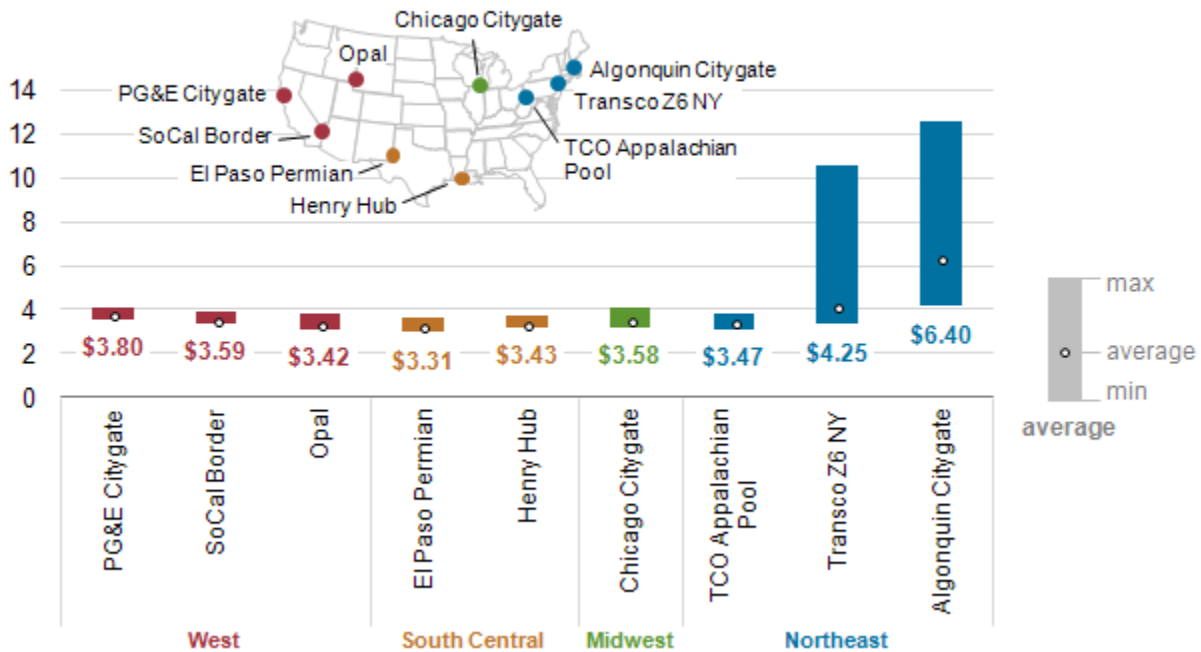 Chicago Citygate
Opal
Algonquin Citygate
PG&E Citygate
Transco Z6 NY
SoCal Border
TCO Appalachian
Pool
El Paso Permian
Henry Hub
14
12
10
8
6
4
2
0
$3.80
$3.59
$3.42
$3.31
$3.43
$3.58
$3.47
$4.25
$6.40
max
average
min
average
PG&E Citygate
SoCal Border
Opal
El Paso Permian
Henry Hub
Chicago Citygate
TCO Appalachian
Pool
Transco Z6 NY
Algonquin Citygate
West
South Central
Midwest
Northeast